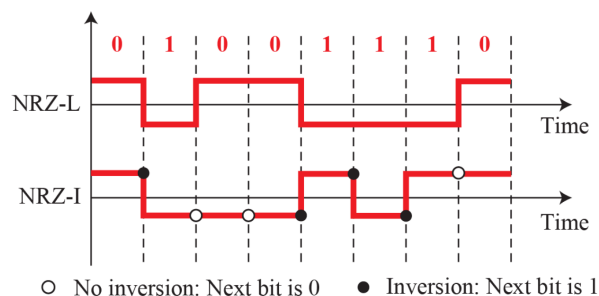 0 1 0 0 1 1 1 0
NRZ-L
Time
NRZ-I
Time
No inversion: Next bit is 0
Inversion: Next bit is 1